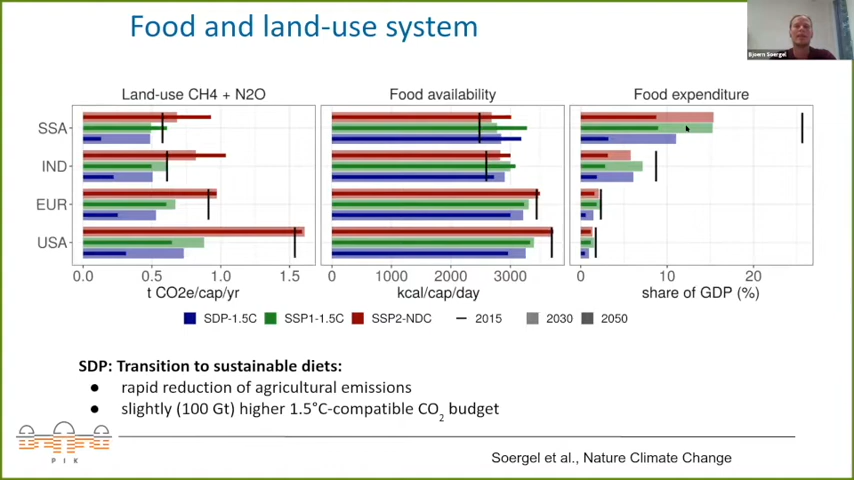 Food and land-use system
Bjoern Soergel
Land-use CH4 + N2O
Food availability
Food expenditure
SSA
IND
EUR
USA
0.0 0.5 1.0 1.5
0 1000 2000 3000
0 10 20
t CO2e/cap/yr
kcal/cap/day
share of GDP (%)
SDP-1.5C SSP1-1.5C SSP2-NDC 2015 2030 2050
SDP: Transition to sustainable diets:
● rapid reduction of agricultural emissions
● slightly (100 Gt) higher 1.5°C-compatible CO2 budget
P I K
Soergel et al., Nature Climate Change